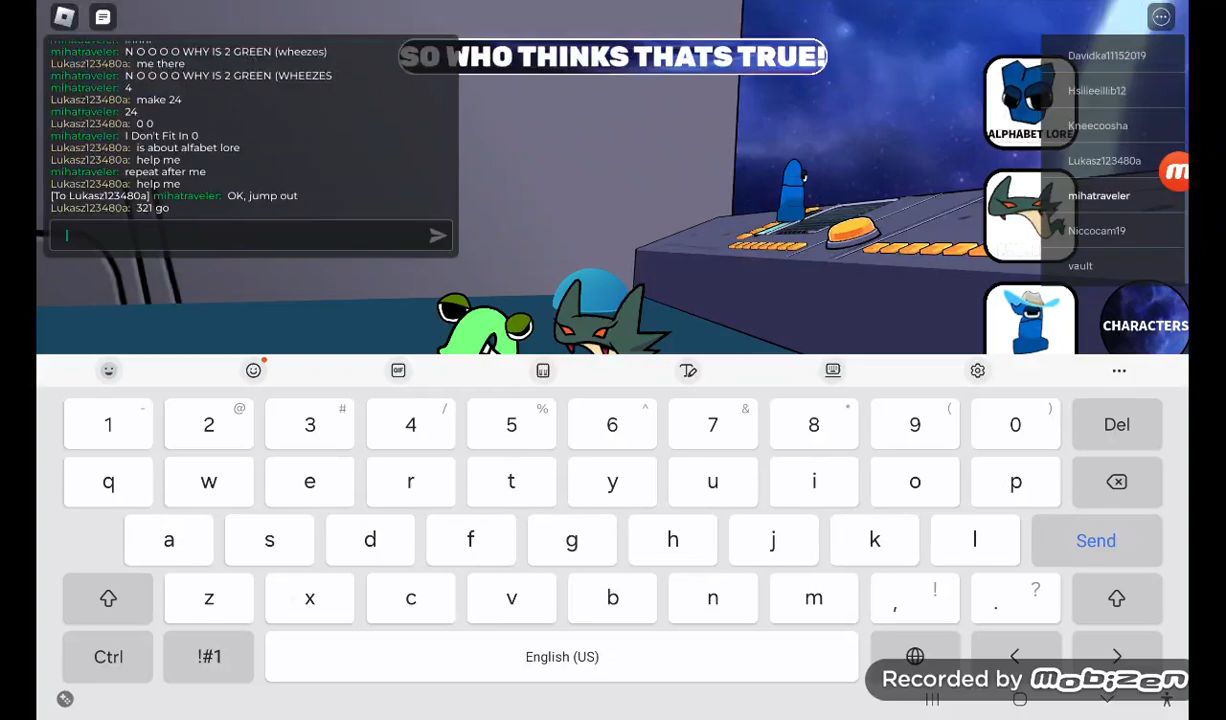 N O O O O WHY IS 2 GREEN (wheezes)
Lukasz123480a: me there
mihatraveler: N O O O O WHY IS 2 GREEN (WHEEZES
mihatraveler: 4
Lukasz123480a: make 24
mihatraveler: 24
Lukasz123480a: 0 0
mihatraveler: I Don't Fit In 0
Lukasz123480a: is about alfabet lore
Lukasz123480a: help me
mihatraveler: repeat after me
Lukasz123480a: help me
[To Lukasz123480a] mihatraveler: OK, jump out
Lukasz123480a: 321 go
SO WHO THINKS THATS TRUE!
Davidka11152019
Hsiiieeillib12
Kneecoosha
ALPHABET LORE
Lukasz123480a
mihatraveler
Niccocam19
vault
CHARACTERS
GIF
1 - 2 @ 3 # 4 / 5 % 6 ^ 7 & 8 * 9 ( 0 ) Del
q w e r t y u i o p
a s d f g h j k l Send
z x c v b n m , ! . ?
Ctrl !#1 English (US) < >
Recorded by mobizen